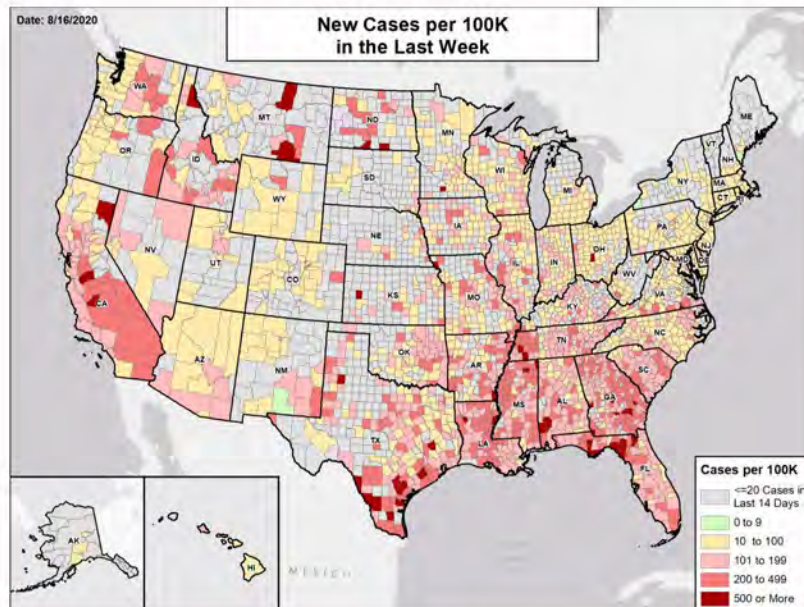 Date: 8/16/2020
New Cases per 100K
in the Last Week
WA
MT
ND
MN
ME
OR
ID
SD
WI
VT
NH
NY
MA
CT
WY
MI
IA
NE
PA
NJ
NV
UT
CO
IL
IN
OH
MD
DE
WV
CA
KS
MO
KY
VA
AZ
NM
OK
AR
TN
NC
SC
MS
AL
GA
TX
LA
FL
AK
HI
MEXICO
Cases per 100K
<=20 Cases in
Last 14 Days
0 to 9
10 to 100
101 to 199
200 to 499
500 or More